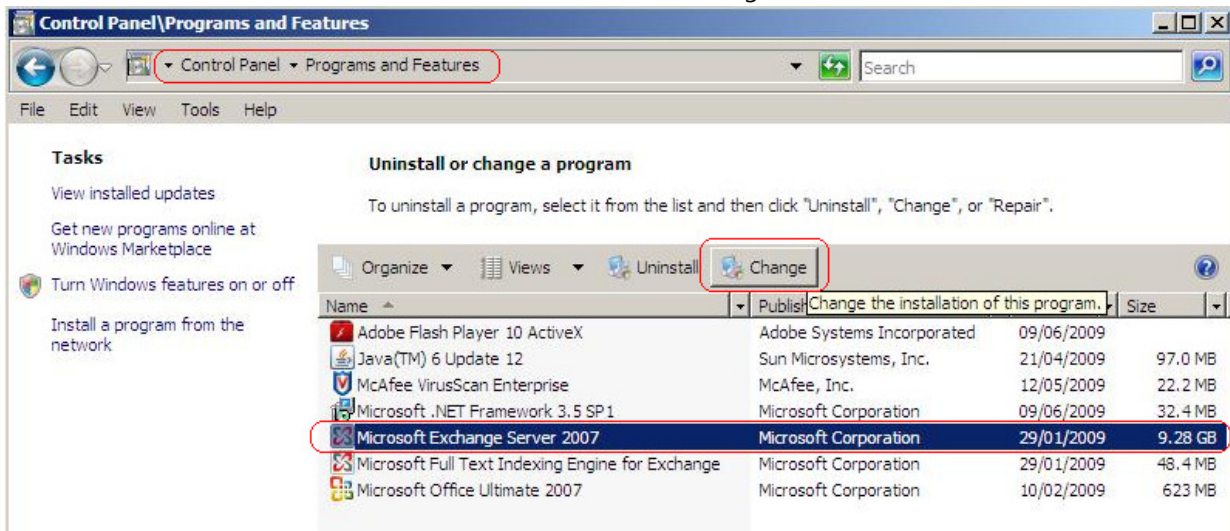 Control Panel\Programs and Features
Control Panel Programs and Features
Search
File Edit View Tools Help
Tasks
View installed updates
Get new programs online at
Windows Marketplace
Turn Windows features on or off
Install a program from the
network
Uninstall or change a program
To uninstall a program, select it from the list and then click "Uninstall", "Change", or "Repair".
Organize Views Uninstall Change
Name Size
Change the installation of this program.
Adobe Flash Player 10 ActiveX Adobe Systems Incorporated 09/06/2009
Java(TM) 6 Update 12 Sun Microsystems, Inc. 21/04/2009 97.0 MB
McAfee VirusScan Enterprise McAfee, Inc. 12/05/2009 22.2 MB
Microsoft .NET Framework 3.5 SP1 Microsoft Corporation 09/06/2009 32.4 MB
Microsoft Exchange Server 2007 Microsoft Corporation 29/01/2009 9.28 GB
Microsoft Full Text Indexing Engine for Exchange Microsoft Corporation 29/01/2009 48.4 MB
Microsoft Office Ultimate 2007 Microsoft Corporation 10/02/2009 623 MB